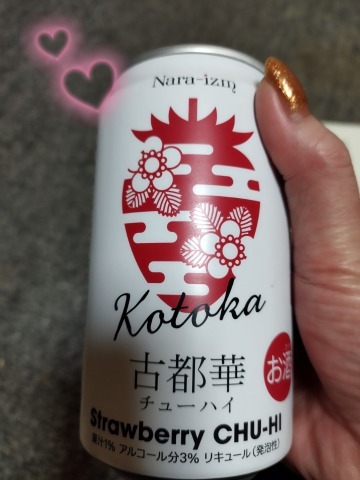 Nara-izm
Kotoka
古都華
お酒
チューハイ
Strawberry CHU-HI
果汁1% アルコール分3% リキュール(発泡性)